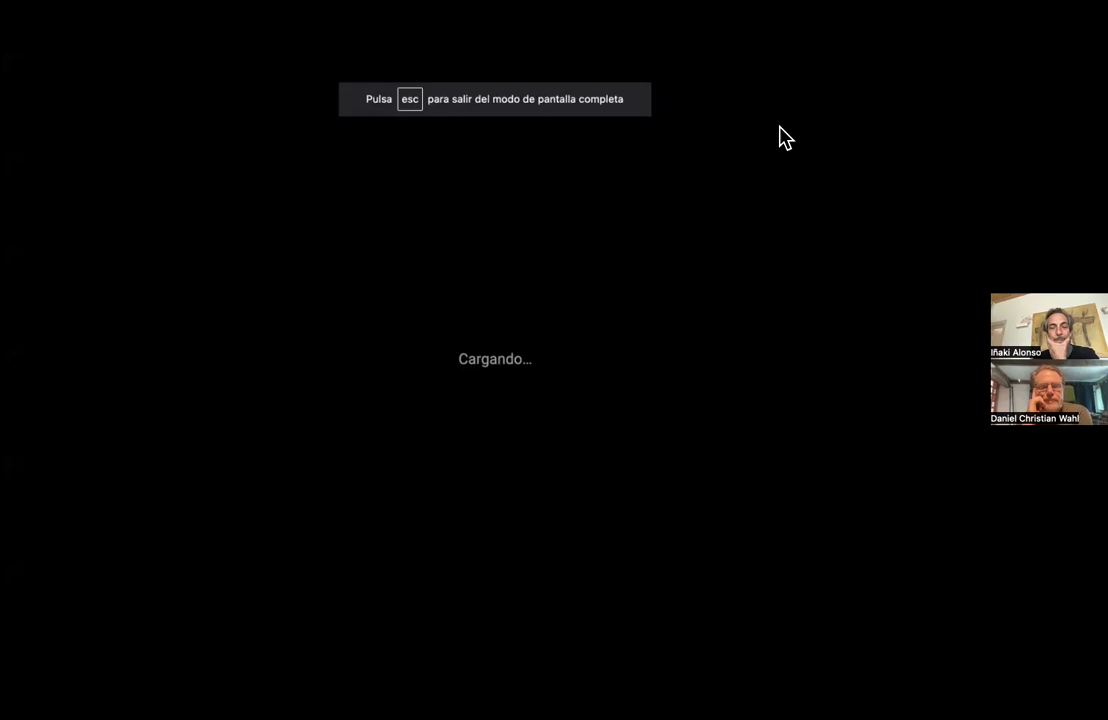 Pulsa esc para salir del modo de pantalla completa
Cargando...
Iñaki Alonso
Daniel Christian Wahl